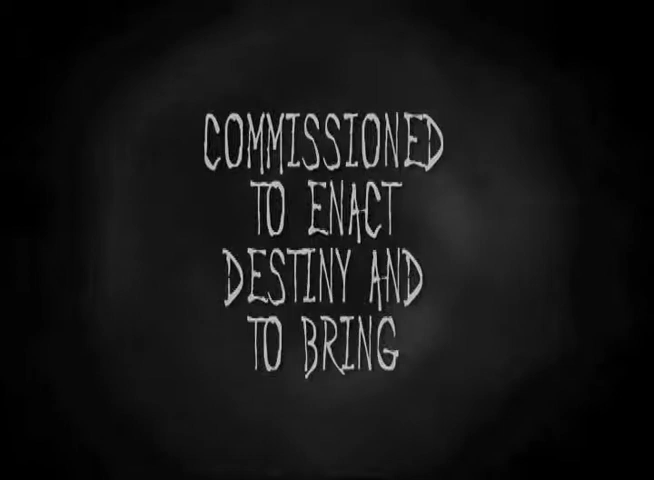 COMMISSIONED
TO ENACT
DESTINY AND
TO BRING